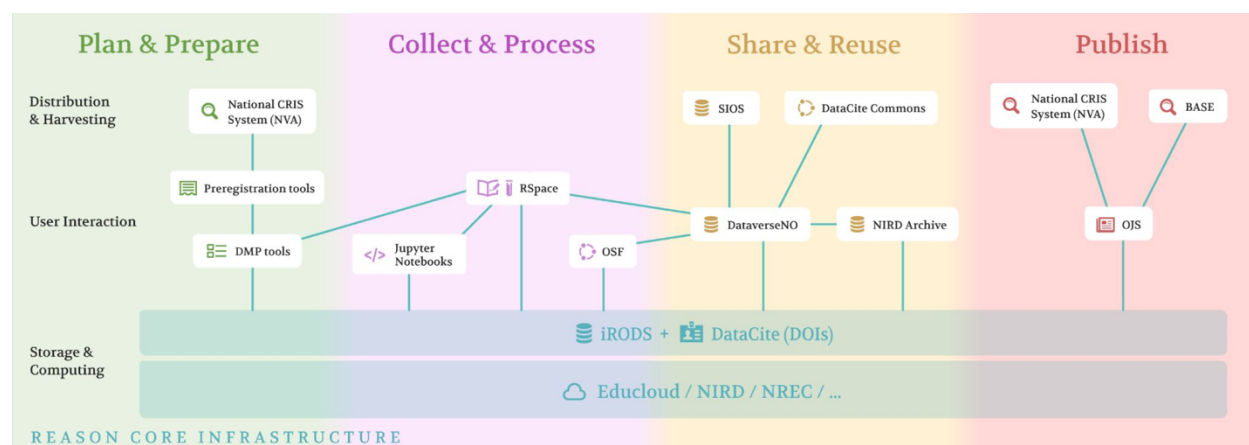 Plan & Prepare
Collect & Process
Share & Reuse
Publish
Distribution
& Harvesting
National CRIS
System (NVA)
SIOS
DataCite Commons
National CRIS
System (NVA)
BASE
User Interaction
Preregistration tools
RSpace
DMP tools
</>
Jupyter
Notebooks
OSF
DataverseNO
NIRD Archive
OJS
Storage &
Computing
iRODS + DataCite (DOIs)
Educloud / NIRD / NREC / ...
REASON CORE INFRASTRUCTURE